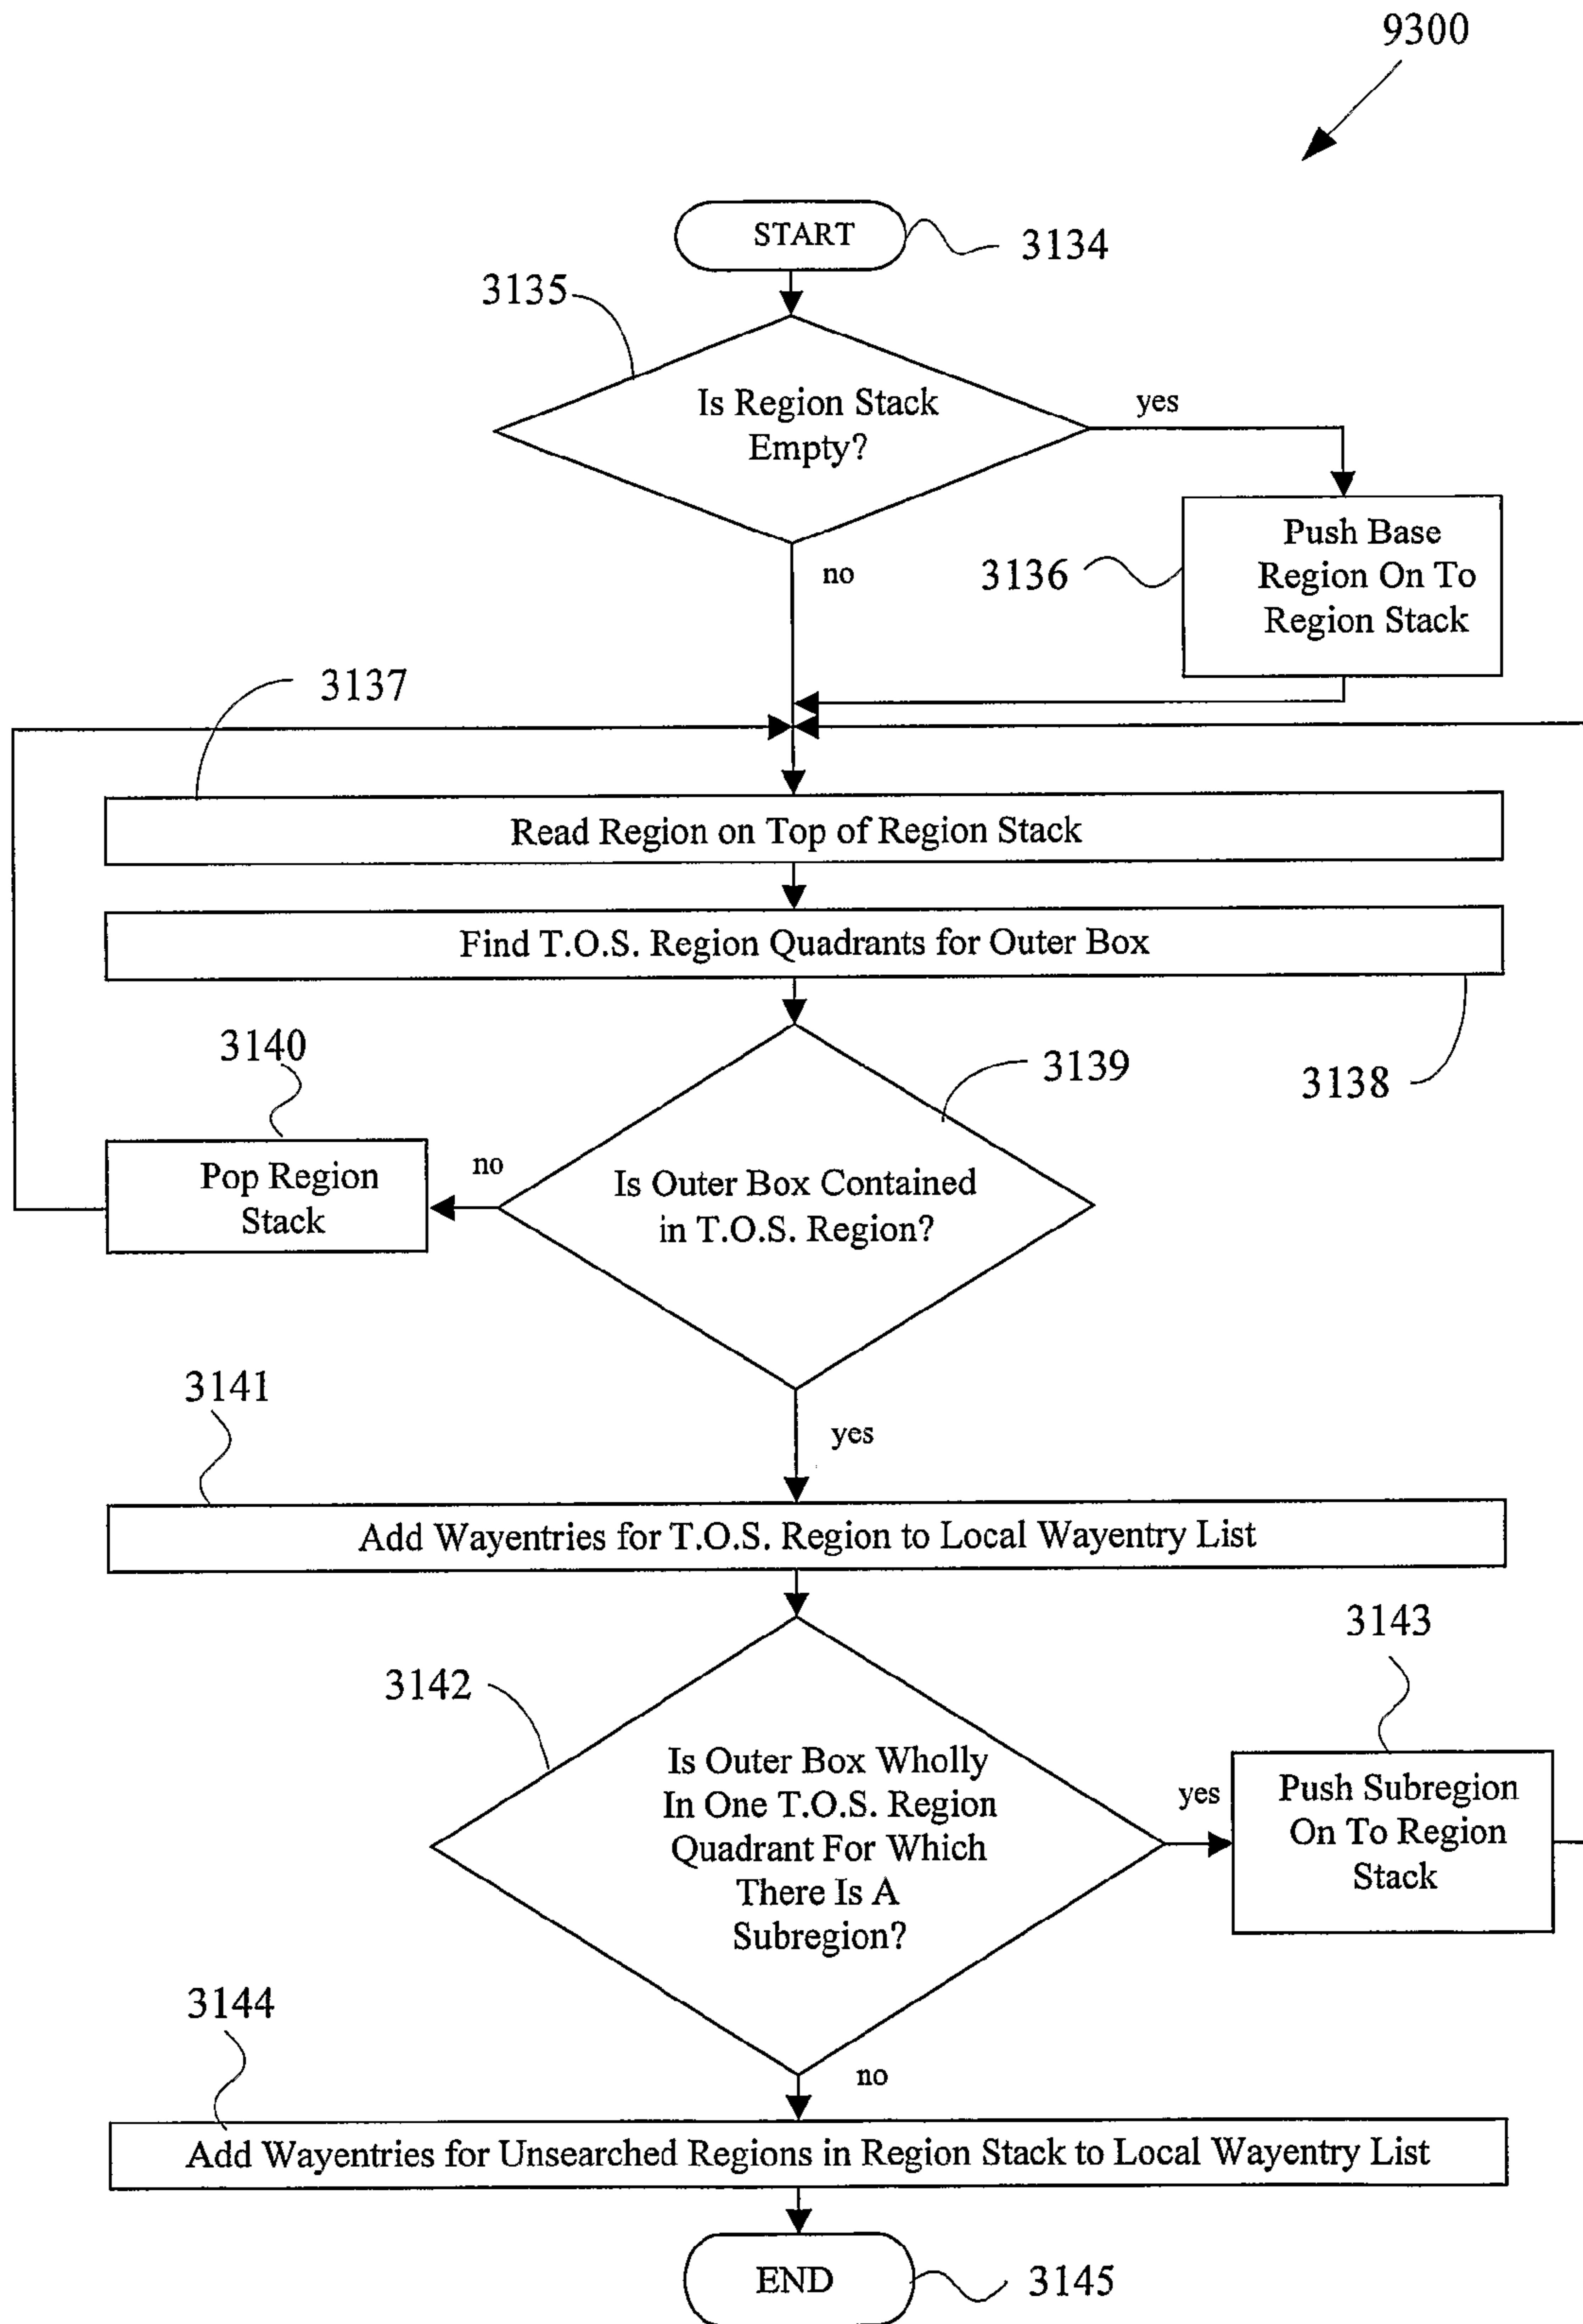 9300
START
3134
3135
Is Region Stack
Empty?
yes
no
3136
Push Base
Region On To
Region Stack
3137
Read Region on Top of Region Stack
Find T.O.S. Region Quadrants for Outer Box
3138
3139
3140
Pop Region
Stack
no
Is Outer Box Contained
in T.O.S. Region?
yes
3141
Add Wayentries for T.O.S. Region to Local Wayentry List
3142
3143
Is Outer Box Wholly
In One T.O.S. Region
Quadrant For Which
There Is A
Subregion?
yes
Push Subregion
On To Region
Stack
no
3144
Add Wayentries for Unsearched Regions in Region Stack to Local Wayentry List
END
3145